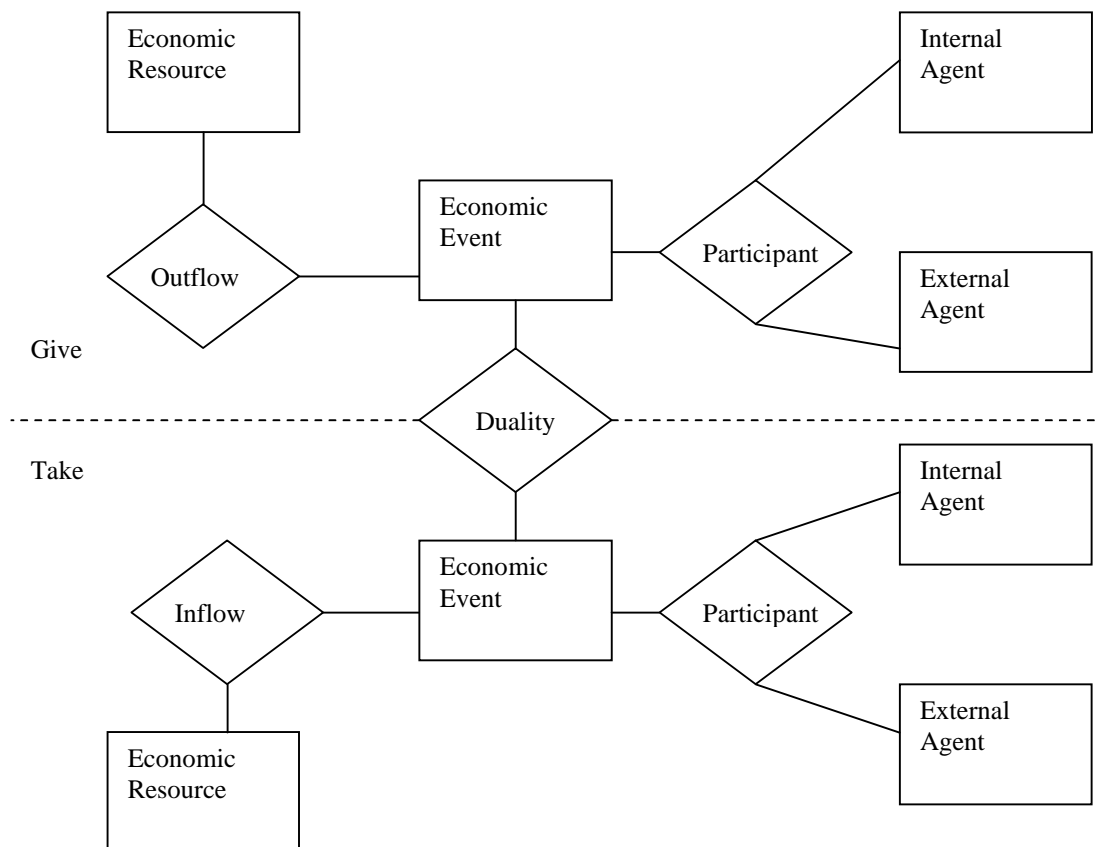 Economic
Resource
Internal
Agent
Economic
Event
Participant
Outflow
External
Agent
Give
Duality
Take
Internal
Agent
Economic
Event
Inflow
Participant
External
Agent
Economic
Resource